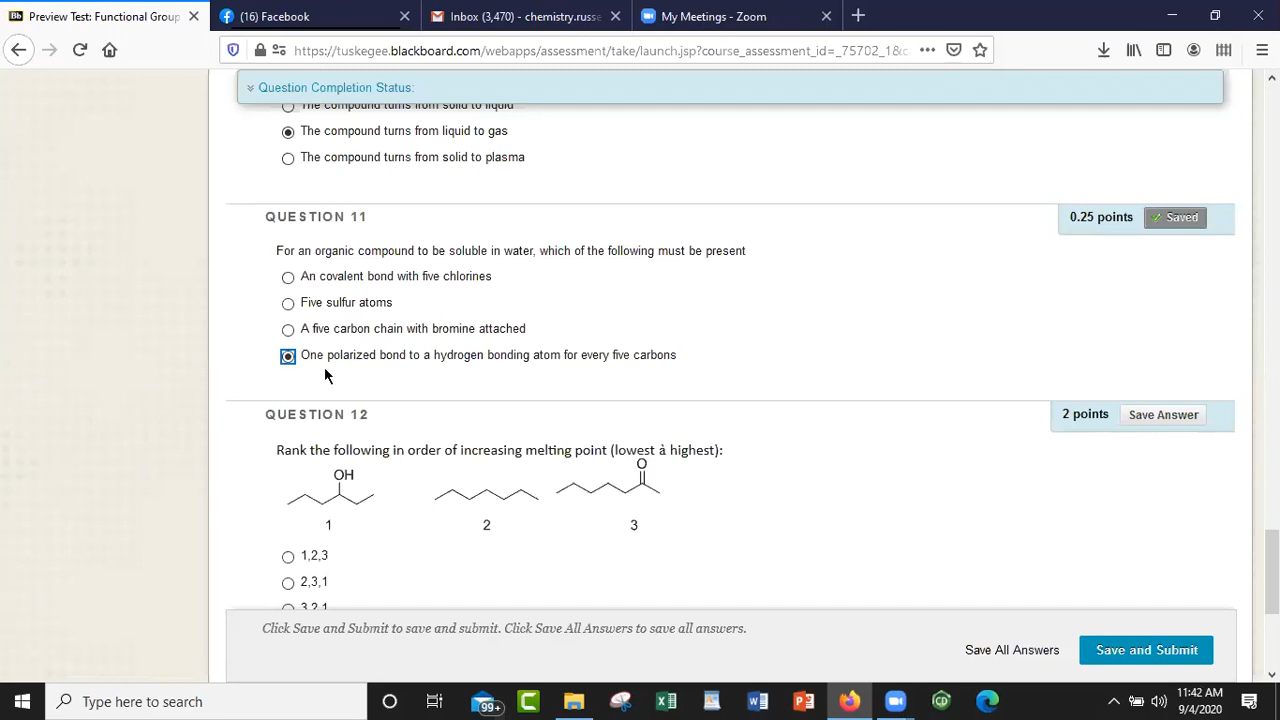 Preview Test: Functional Group
(16) Facebook
Inbox (3,470) - chemistry.russe
My Meetings - Zoom
https://tuskegee.blackboard.com/webapps/assessment/take/launch.jsp?course_assessment_id=_75702_1&c
Question Completion Status:
The compound turns from solid to liquid
The compound turns from liquid to gas
The compound turns from solid to plasma
QUESTION 11
0.25 points
Saved
For an organic compound to be soluble in water, which of the following must be present
An covalent bond with five chlorines
Five sulfur atoms
A five carbon chain with bromine attached
One polarized bond to a hydrogen bonding atom for every five carbons
QUESTION 12
2 points
Save Answer
Rank the following in order of increasing melting point (lowest à highest):
OH
O
1
2
3
1,2,3
2,3,1
3,2,1
Click Save and Submit to save and submit. Click Save All Answers to save all answers.
Save All Answers
Save and Submit
Type here to search
99+
11:42 AM
9/4/2020